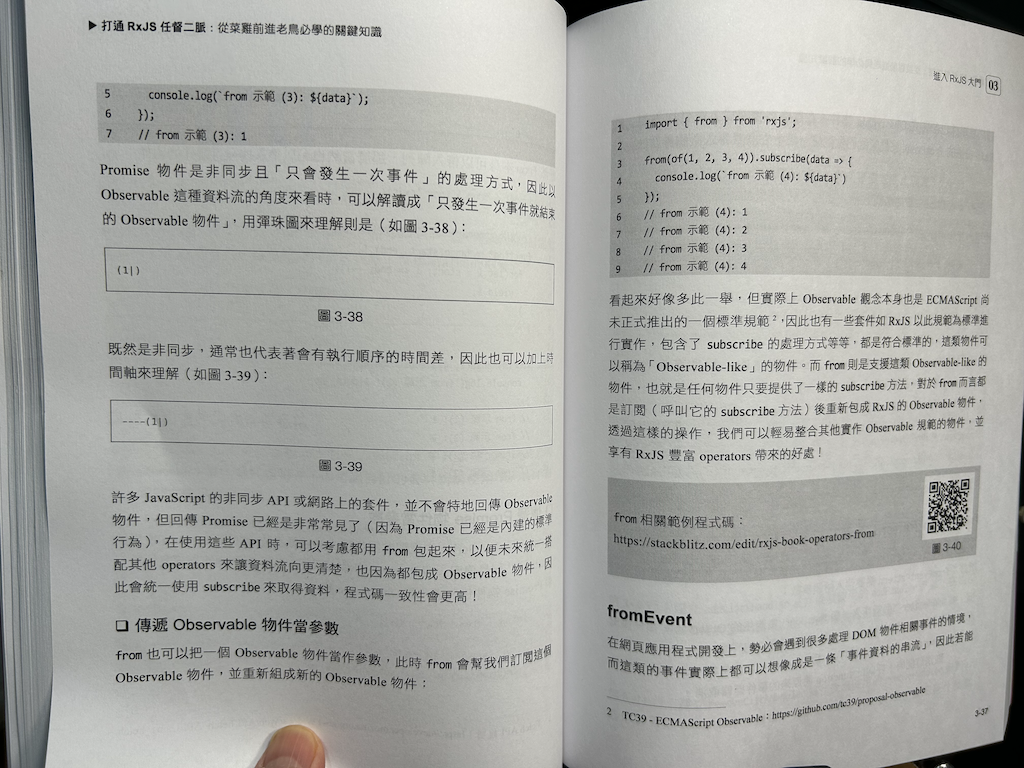 ▶ 打通 RxJS 任督二脈：從菜雞前進老鳥必學的關鍵知識
5 console.log(`from 示範 (3): ${data}`);
6 });
7 // from 示範 (3): 1
Promise 物件是非同步且「只會發生一次事件」的處理方式，因此以
Observable 這種資料流的角度來看時，可以解讀成「只發生一次事件就結束
的 Observable 物件」，用彈珠圖來理解則是（如圖 3-38）：
(1|)
圖 3-38
既然是非同步，通常也代表著會有執行順序的時間差，因此也可以加上時
間軸來理解（如圖 3-39）：
----(1|)
圖 3-39
許多 JavaScript 的非同步 API 或網路上的套件，並不會特地回傳 Observable
物件，但回傳 Promise 已經是非常常見了（因為 Promise 已經是內建的標準
行為），在使用這些 API 時，可以考慮都用 from 包起來，以便未來統一搭
配其他 operators 來讓資料流向更清楚，也因為都包成 Observable 物件，因
此會統一使用 subscribe 來取得資料，程式碼一致性會更高！
❏ 傳遞 Observable 物件當參數
from 也可以把一個 Observable 物件當作參數，此時 from 會幫我們訂閱這個
Observable 物件，並重新組成新的 Observable 物件：
進入 RxJS 大門 03
1 import { from } from 'rxjs';
2
3 from(of(1, 2, 3, 4)).subscribe(data => {
4 console.log(`from 示範 (4): ${data}`)
5 });
6 // from 示範 (4): 1
7 // from 示範 (4): 2
8 // from 示範 (4): 3
9 // from 示範 (4): 4
看起來好像多此一舉，但實際上 Observable 觀念本身也是 ECMAScript 尚
未正式推出的一個標準規範²，因此也有一些套件如 RxJS 以此規範為標準進
行實作，包含了 subscribe 的處理方式等等，都是符合標準的，這類物件可
以稱為「Observable-like」的物件。而 from 則是支援這類 Observable-like 的
物件，也就是任何物件只要提供了一樣的 subscribe 方法，對於 from 而言都
是訂閱（呼叫它的 subscribe 方法）後重新包成 RxJS 的 Observable 物件，
透過這樣的操作，我們可以輕易整合其他實作 Observable 規範的物件，並
享有 RxJS 豐富 operators 帶來的好處！
from 相關範例程式碼：
https://stackblitz.com/edit/rxjs-book-operators-from
圖 3-40
fromEvent
在網頁應用程式開發上，勢必會遇到很多處理 DOM 物件相關事件的情境，
而這類的事件實際上都可以想像成是一條「事件資料的串流」，因此若能
2 TC39 - ECMAScript Observable：https://github.com/tc39/proposal-observable
3-37